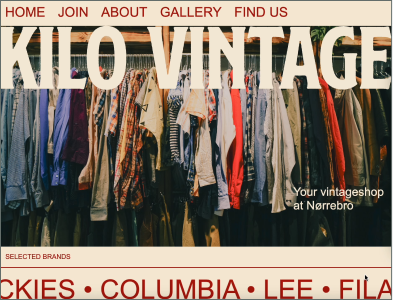 HOME JOIN ABOUT GALLERY FIND US
KILO VINTAGE
Your vintageshop
at Nørrebro
SELECTED BRANDS
CKIES • COLUMBIA • LEE • FILA